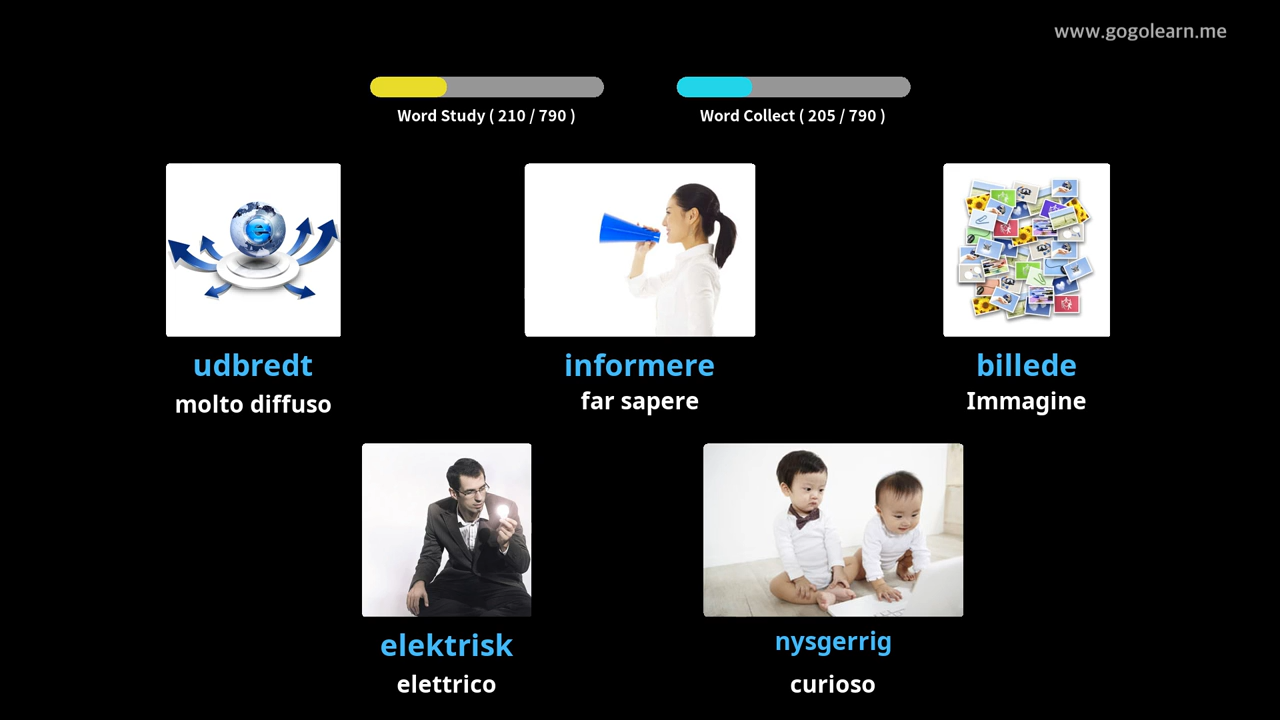 www.gogolearn.me
Word Study ( 210 / 790 )
Word Collect ( 205 / 790 )
e
udbredt
molto diffuso
informere
far sapere
billede
Immagine
elektrisk
elettrico
nysgerrig
curioso